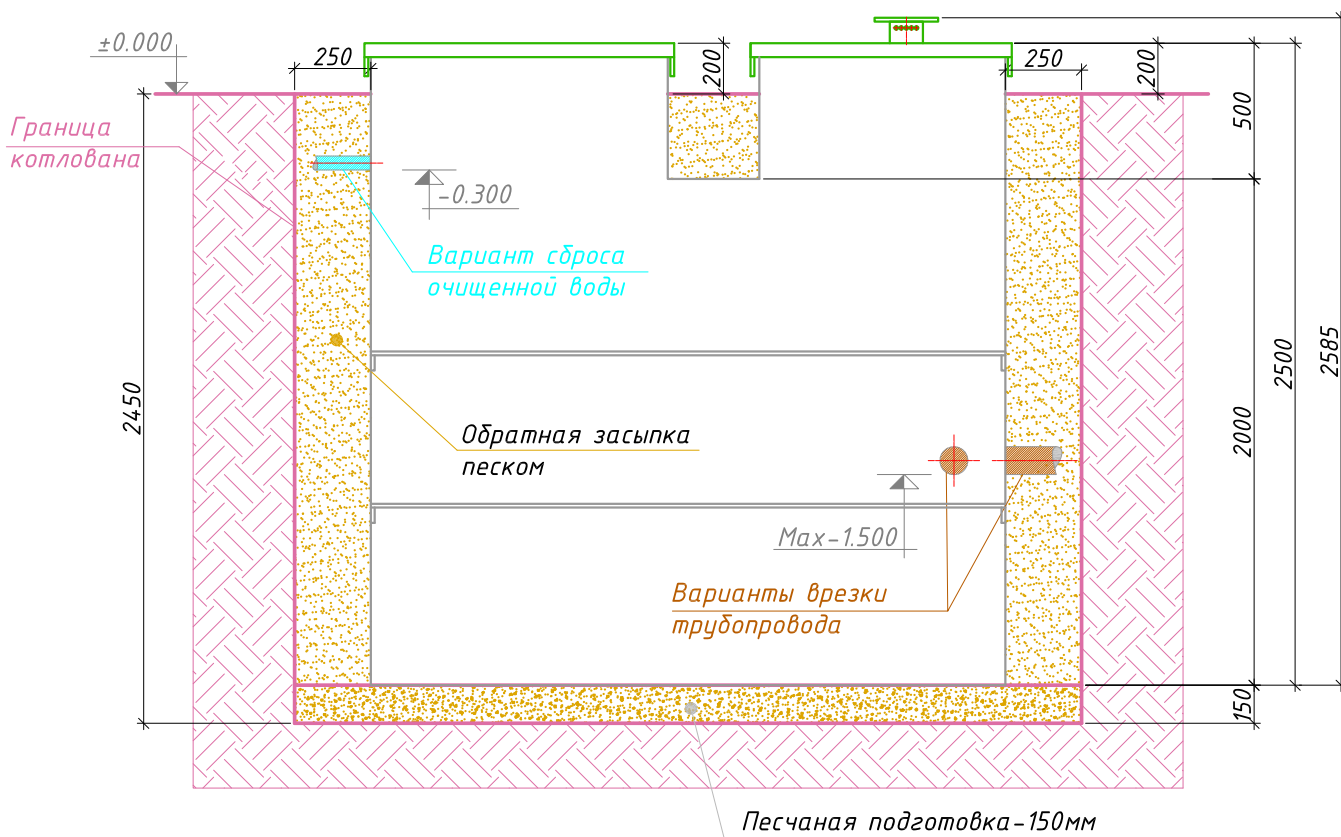 ±0.000
250
200
250
200
500
Граница
котлована
-0.300
Вариант сброса
очищенной воды
2450
2000
2500
2585
Обратная засыпка
песком
Max-1.500
Варианты врезки
трубопровода
150
Песчаная подготовка-150мм